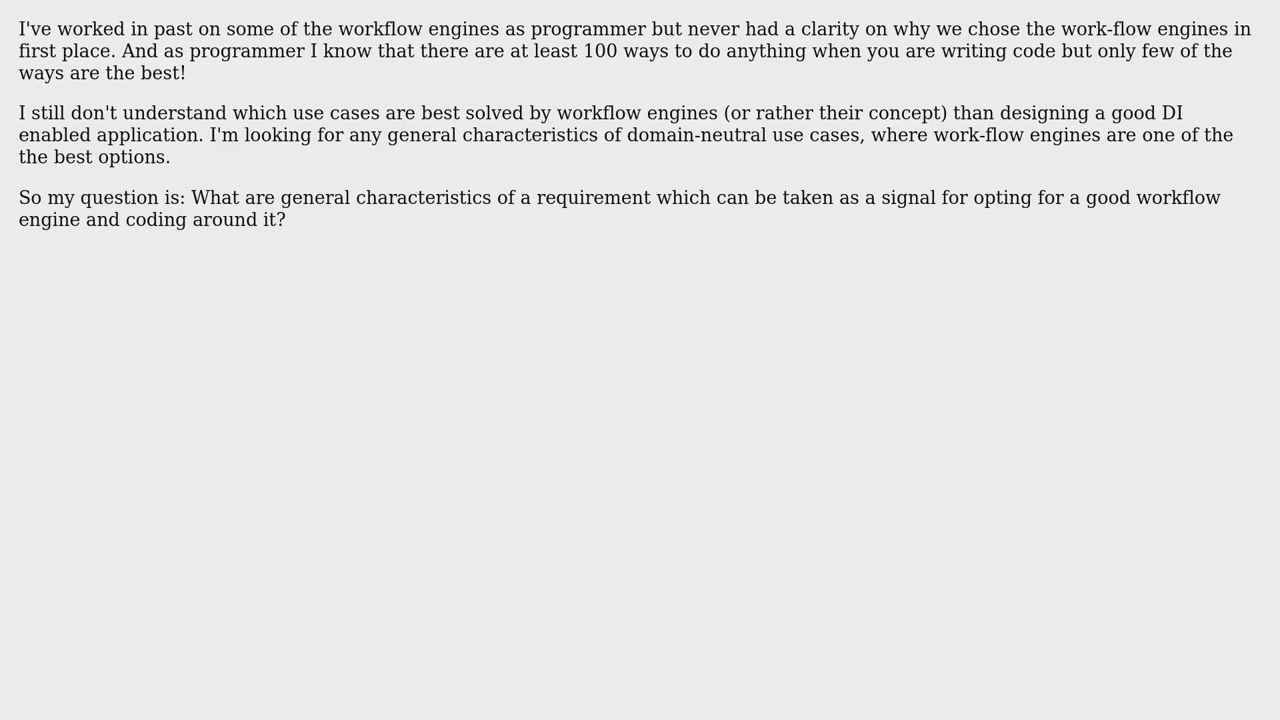 I've worked in past on some of the workflow engines as programmer but never had a clarity on why we chose the work-flow engines in
first place. And as programmer I know that there are at least 100 ways to do anything when you are writing code but only few of the
ways are the best!
I still don't understand which use cases are best solved by workflow engines (or rather their concept) than designing a good DI
enabled application. I'm looking for any general characteristics of domain-neutral use cases, where work-flow engines are one of the
the best options.
So my question is: What are general characteristics of a requirement which can be taken as a signal for opting for a good workflow
engine and coding around it?